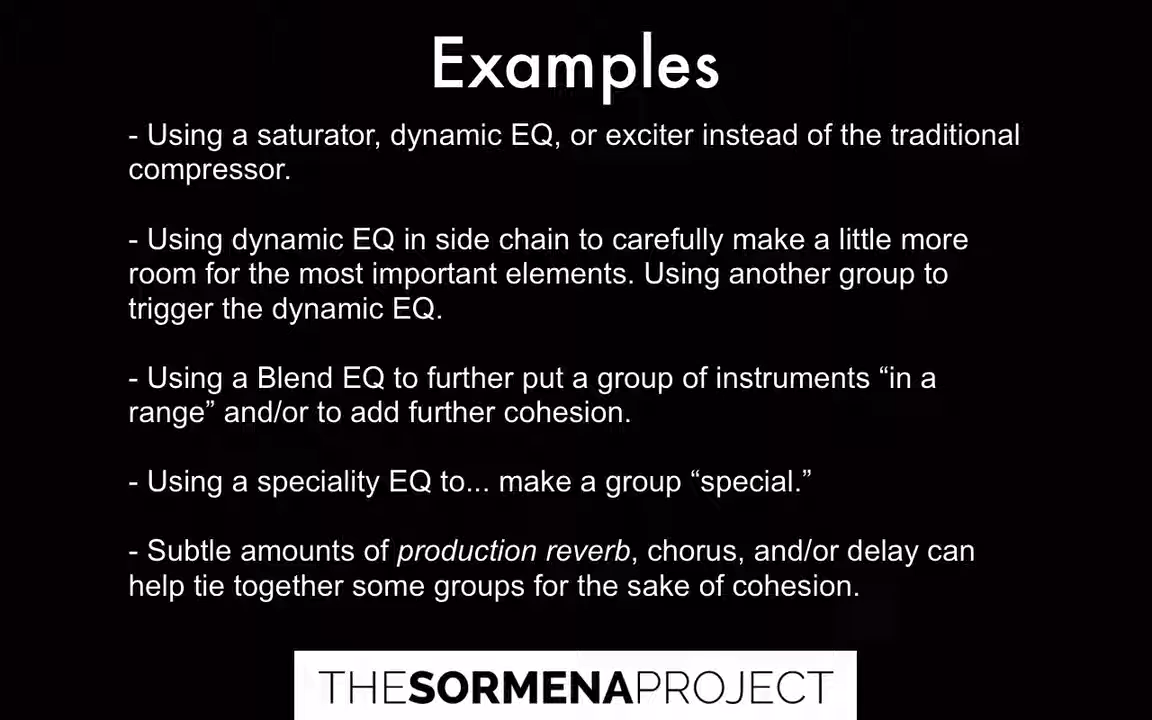 Examples
- Using a saturator, dynamic EQ, or exciter instead of the traditional
compressor.
- Using dynamic EQ in side chain to carefully make a little more
room for the most important elements. Using another group to
trigger the dynamic EQ.
- Using a Blend EQ to further put a group of instruments “in a
range” and/or to add further cohesion.
- Using a speciality EQ to... make a group “special.”
- Subtle amounts of production reverb, chorus, and/or delay can
help tie together some groups for the sake of cohesion.
THESORMENAPROJECT